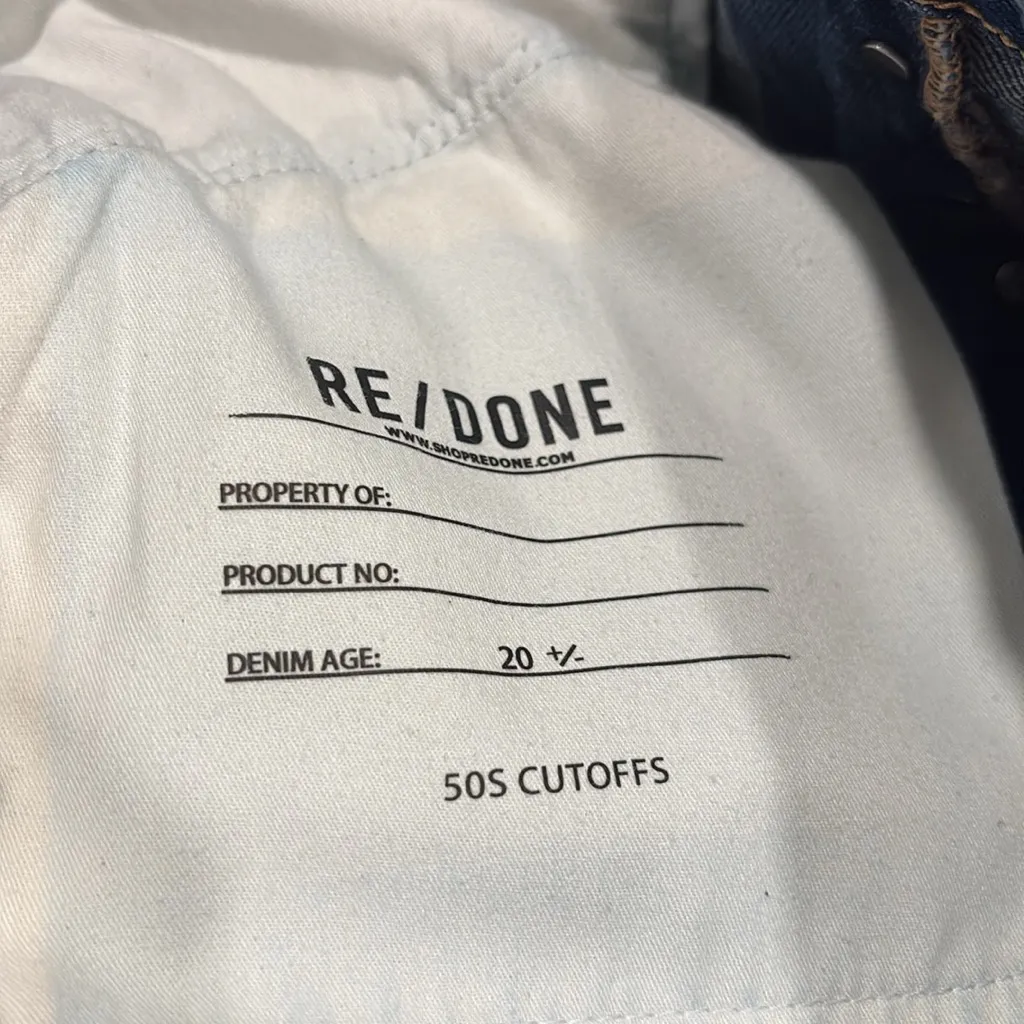 RE/DONE
WWW.SHOPREDONE.COM
PROPERTY OF:
PRODUCT NO:
DENIM AGE: 20 +/-
50S CUTOFFS